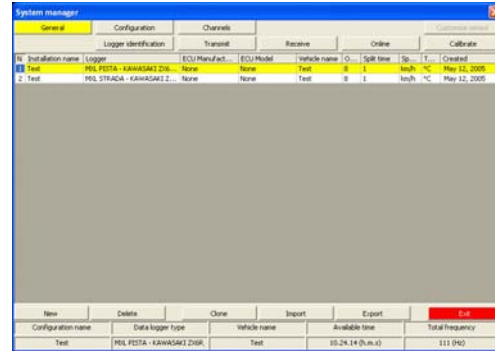 System manager
General Configuration Channels Customise sensor
Logger identification Transmit Receive Online Calibrate
N Installation name Logger ECU Manufact... ECU Model Vehicle name O... Split time Sp... T... Created
1 Test MXL PISTA - KAWASAKI ZX6... None None Test 8 1 km/h °C May 12, 2005
2 Test MXL STRADA - KAWASAKI Z... None None Test 8 1 km/h °C May 12, 2005
New Delete Clone Import Export Exit
Configuration name Data logger type Vehicle name Available time Total frequency
Test MXL PISTA - KAWASAKI ZX6R, Test 10.24.14 (h.m.s) 111 (Hz)